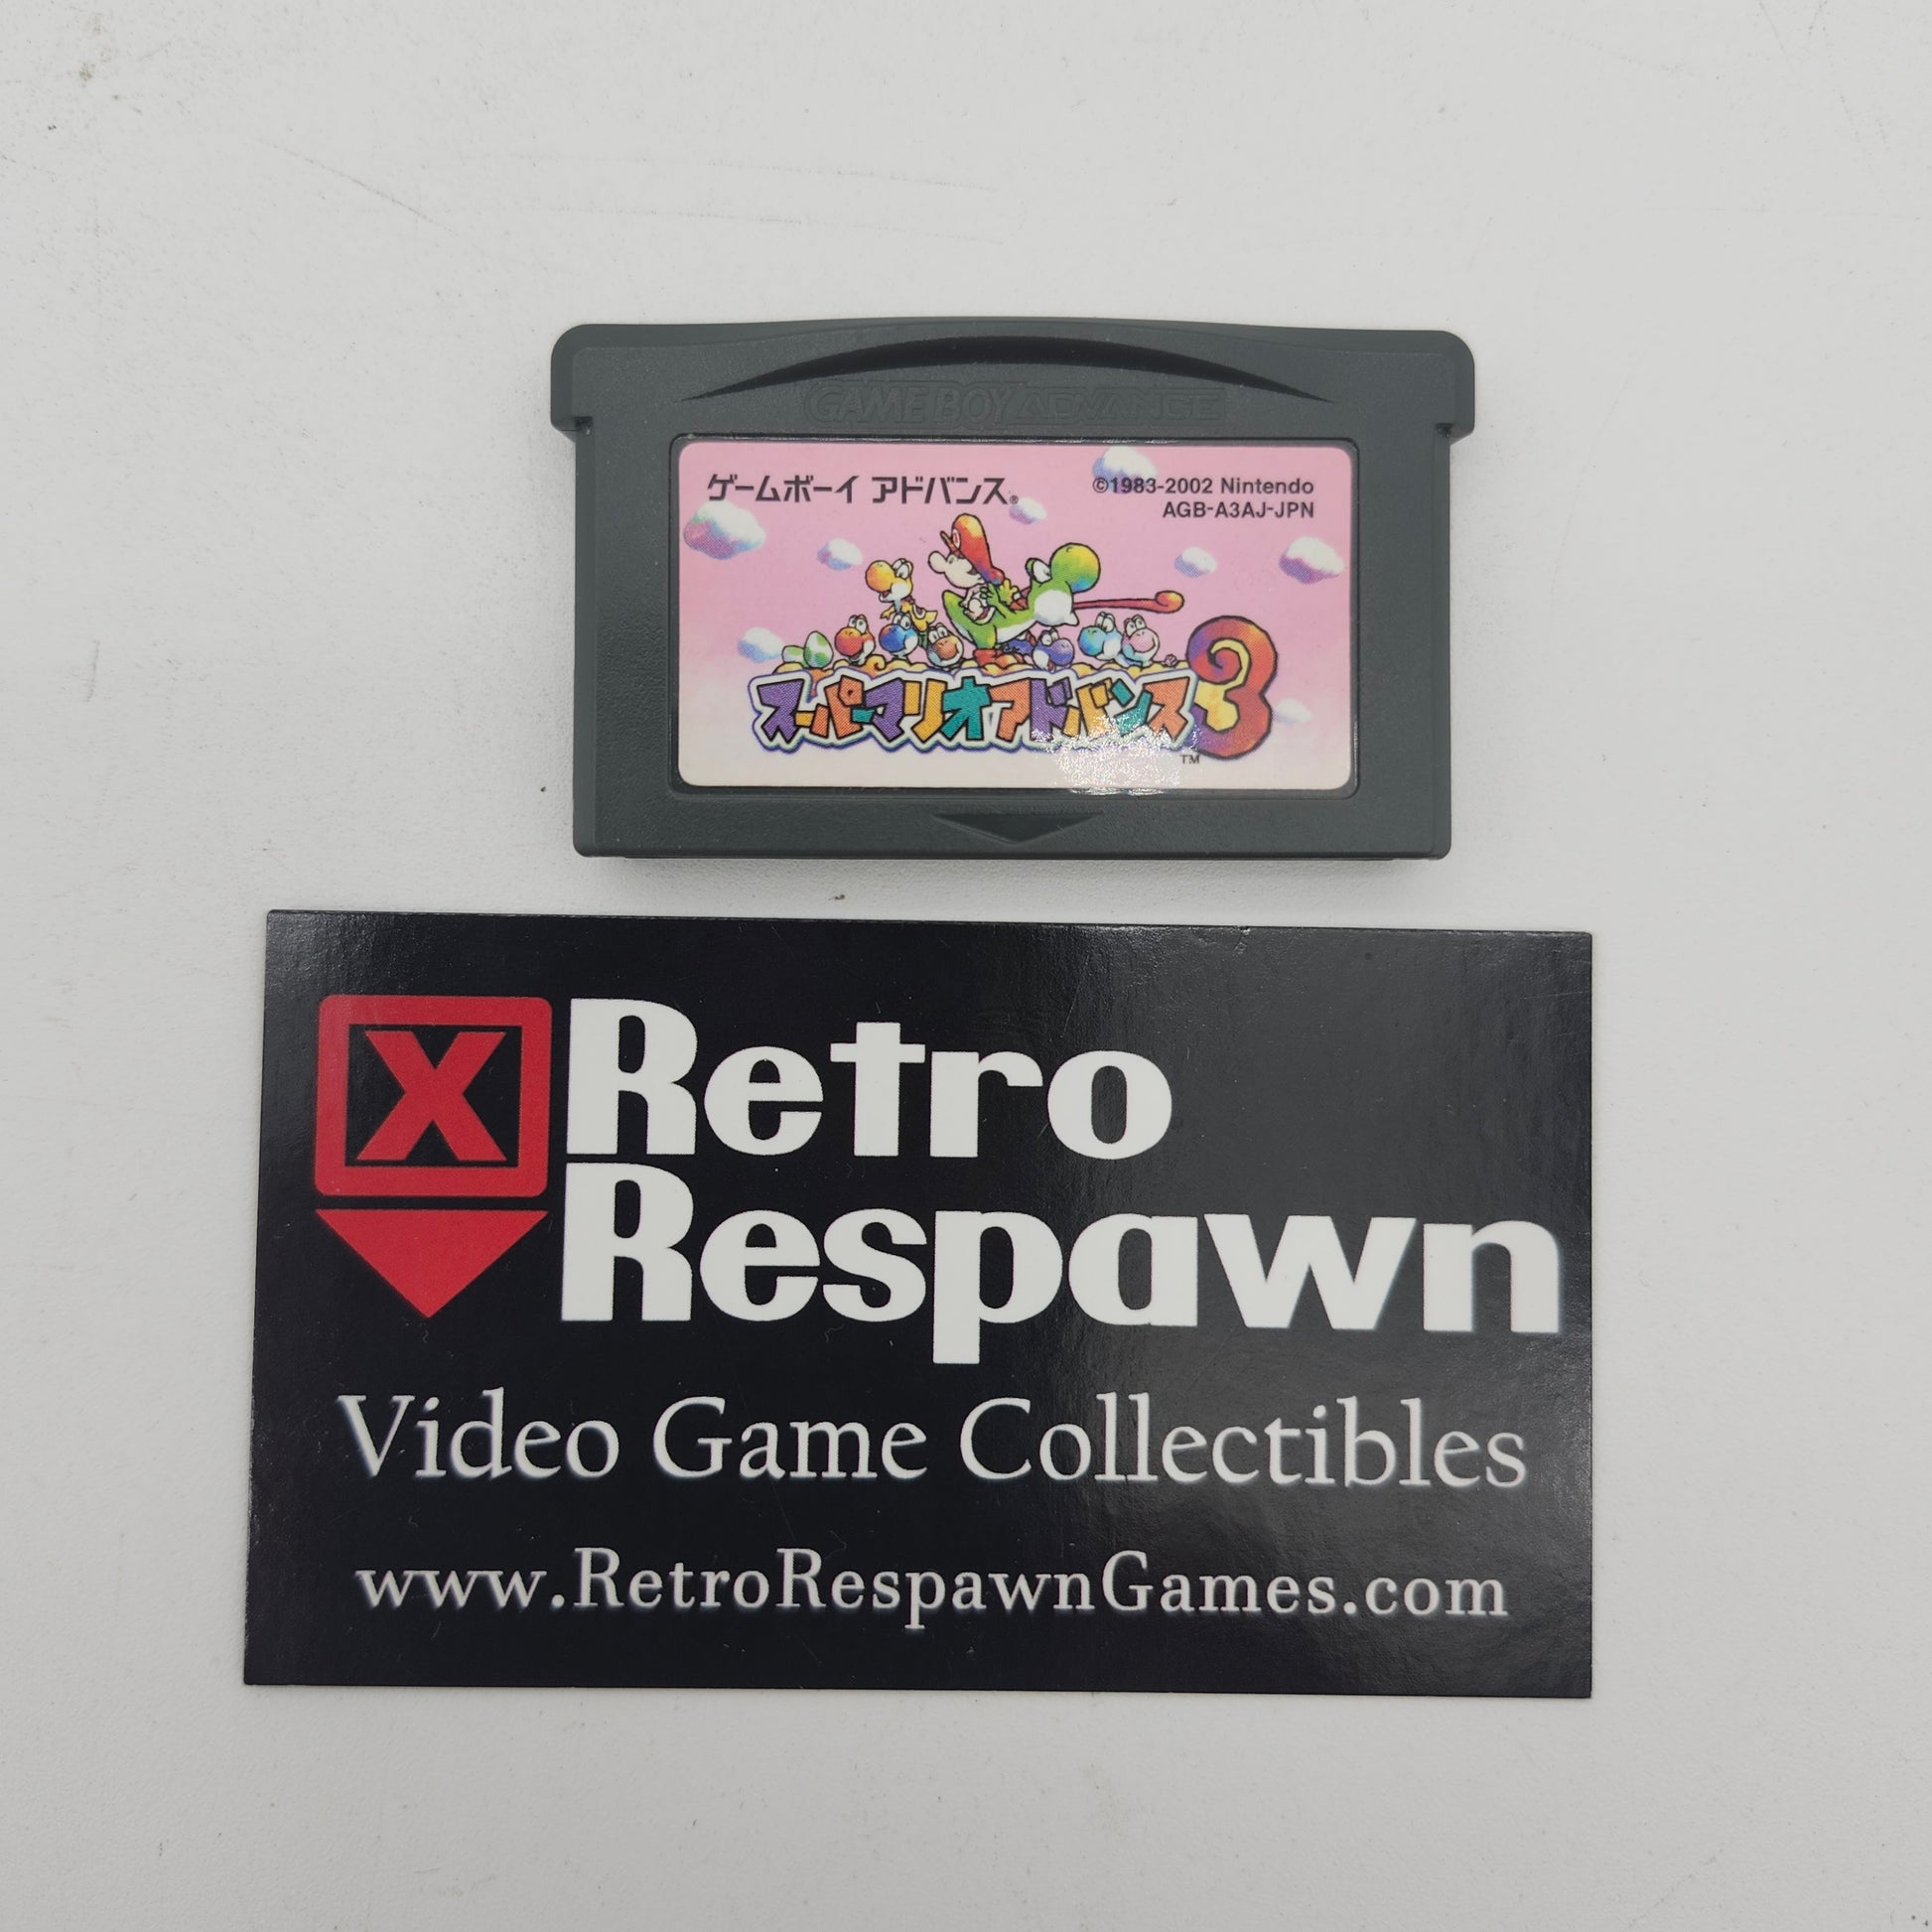 GAME BOY ADVANCE
ゲームボーイ アドバンス®
©1983-2002 Nintendo
AGB-A3AJ-JPN
スーパーマリオアドバンス3
TM
X Retro
Respawn
Video Game Collectibles
www.RetroRespawnGames.com